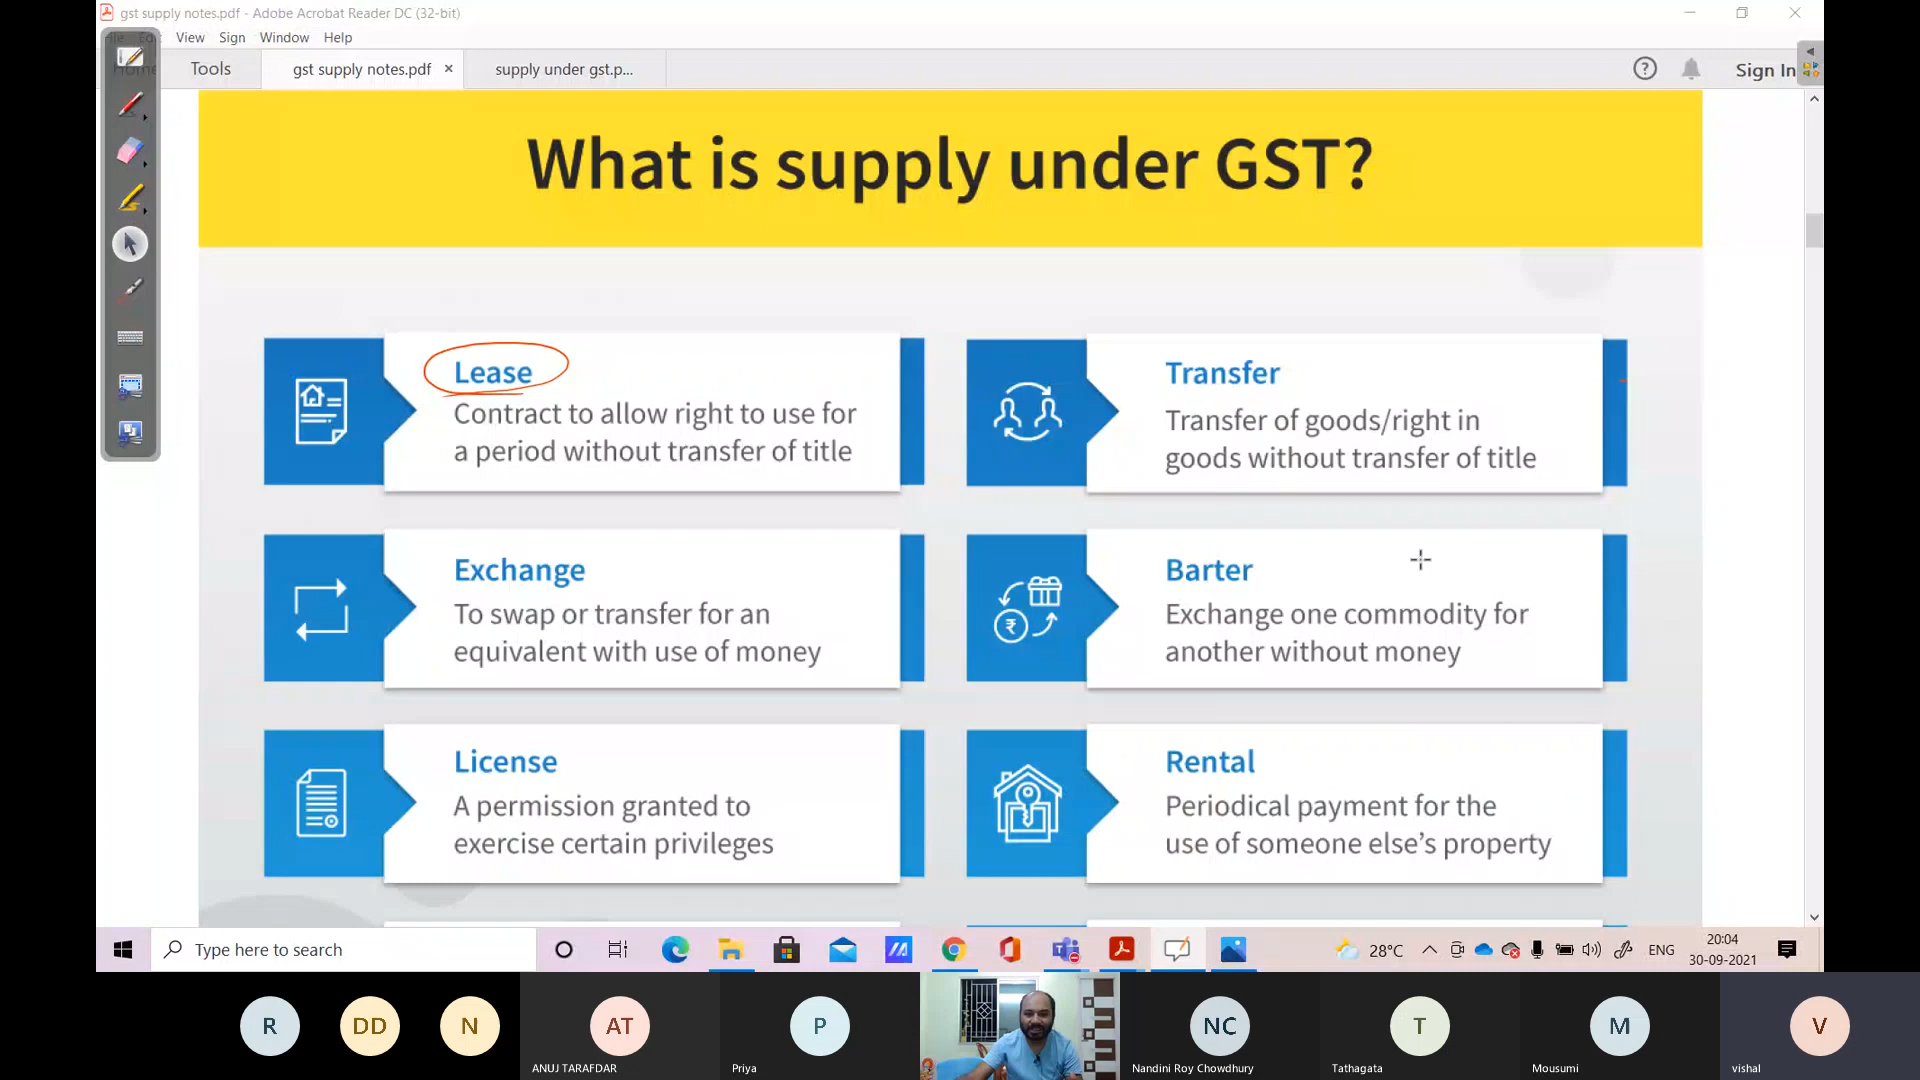 gst supply notes.pdf - Adobe Acrobat Reader DC (32-bit)
View Sign Window Help
Tools
gst supply notes.pdf ×
supply under gst.p...
Sign In
What is supply under GST?
Lease
Contract to allow right to use for
a period without transfer of title
Transfer
Transfer of goods/right in
goods without transfer of title
Exchange
To swap or transfer for an
equivalent with use of money
Barter
Exchange one commodity for
another without money
License
A permission granted to
exercise certain privileges
Rental
Periodical payment for the
use of someone else's property
Type here to search
28°C
ENG
20:04
30-09-2021
R
DD
N
AT
ANUJ TARAFDAR
P
Priya
NC
Nandini Roy Chowdhury
T
Tathagata
M
Mousumi
V
vishal